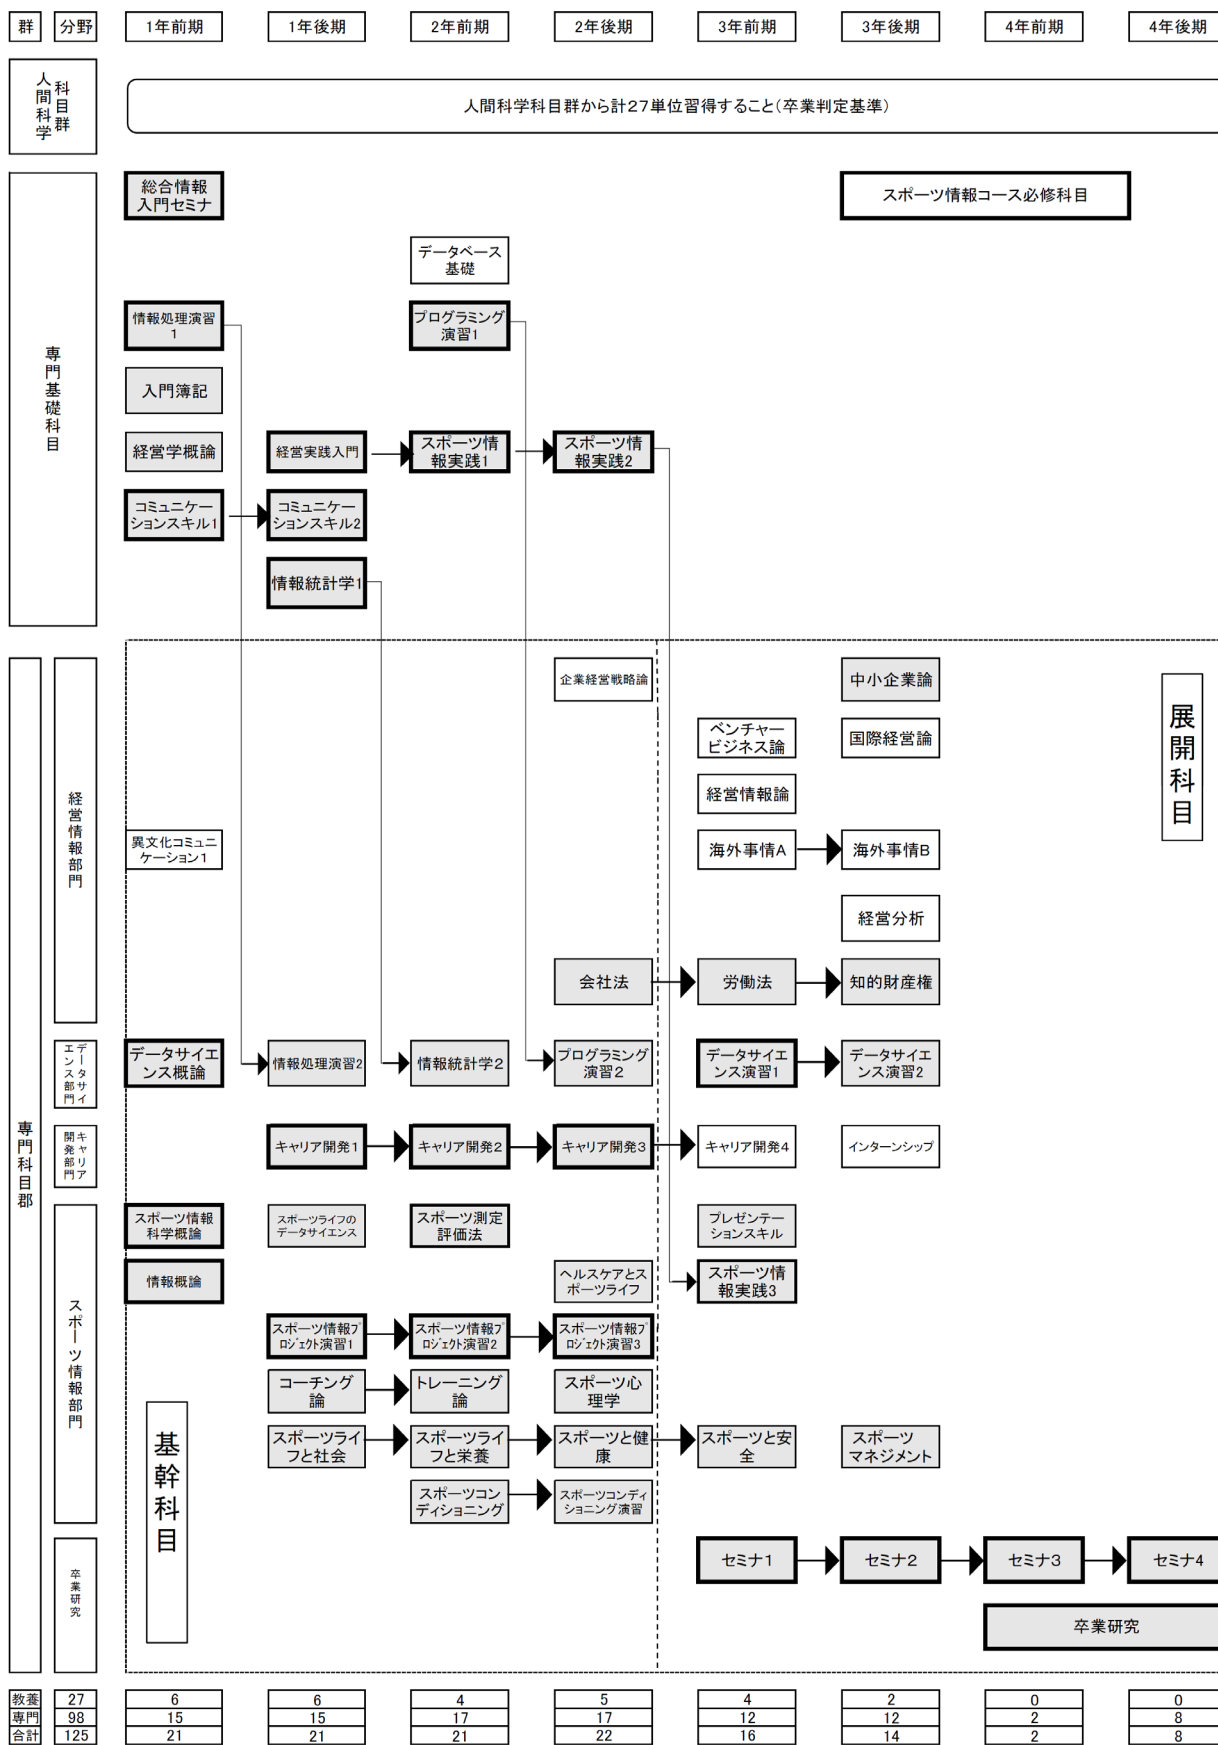 群 分野 1年前期 1年後期 2年前期 2年後期 3年前期 3年後期 4年前期 4年後期
人間科学
科目群
人間科学科目群から計27単位習得すること(卒業判定基準)
専門基礎科目
総合情報
入門セミナ
スポーツ情報コース必修科目
データベース
基礎
情報処理演習
1
プログラミング
演習1
入門簿記
経営学概論
経営実践入門
スポーツ情
報実践1
スポーツ情
報実践2
コミュニケー
ションスキル1
コミュニケー
ションスキル2
情報統計学1
専門科目郡
経営情報部門
企業経営戦略論
中小企業論
展開科目
ベンチャー
ビジネス論
国際経営論
経営情報論
異文化コミュニ
ケーション1
海外事情A
海外事情B
経営分析
会社法
労働法
知的財産権
データサイ
エンス部門
データサイエ
ンス概論
情報処理演習2
情報統計学2
プログラミング
演習2
データサイエ
ンス演習1
データサイエ
ンス演習2
キャリア
開発部門
キャリア開発1
キャリア開発2
キャリア開発3
キャリア開発4
インターンシップ
スポーツ情報部門
スポーツ情報
科学概論
スポーツライフの
データサイエンス
スポーツ測定
評価法
プレゼンテー
ションスキル
情報概論
ヘルスケアとス
ポーツライフ
スポーツ情
報実践3
スポーツ情報プ
ロジェクト演習1
スポーツ情報プ
ロジェクト演習2
スポーツ情報プ
ロジェクト演習3
コーチング
論
トレーニング
論
スポーツ心
理学
基幹科目
スポーツライ
フと社会
スポーツライ
フと栄養
スポーツと健
康
スポーツと安
全
スポーツ
マネジメント
スポーツコン
ディショニング
スポーツコンディ
ショニング演習
卒業研究
セミナ1
セミナ2
セミナ3
セミナ4
卒業研究
教養 27 6 6 4 5 4 2 0 0
専門 98 15 15 17 17 12 12 2 8
合計 125 21 21 21 22 16 14 2 8